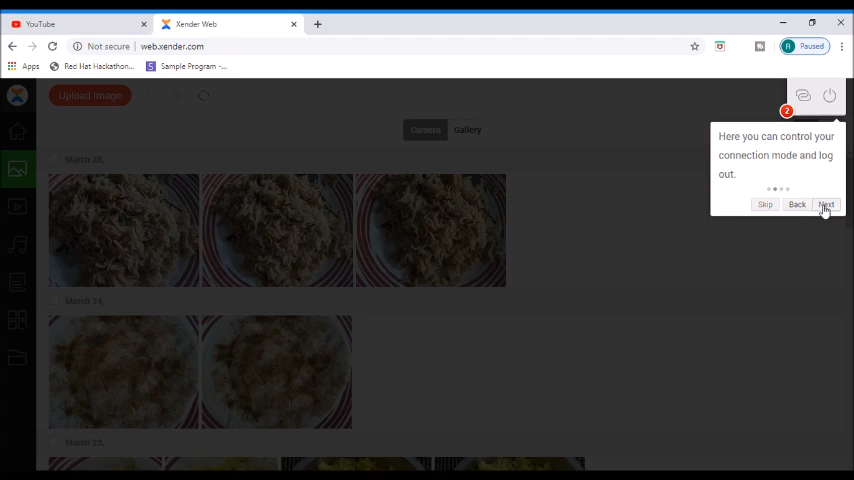 YouTube
Xender Web
Not secure | web.xender.com
R Paused
Apps
Red Hat Hackathon...
S Sample Program -...
Upload Image
2
Here you can control your
connection mode and log
out.
Skip Back Next
Camera Gallery
March 28,
March 24,
March 23,